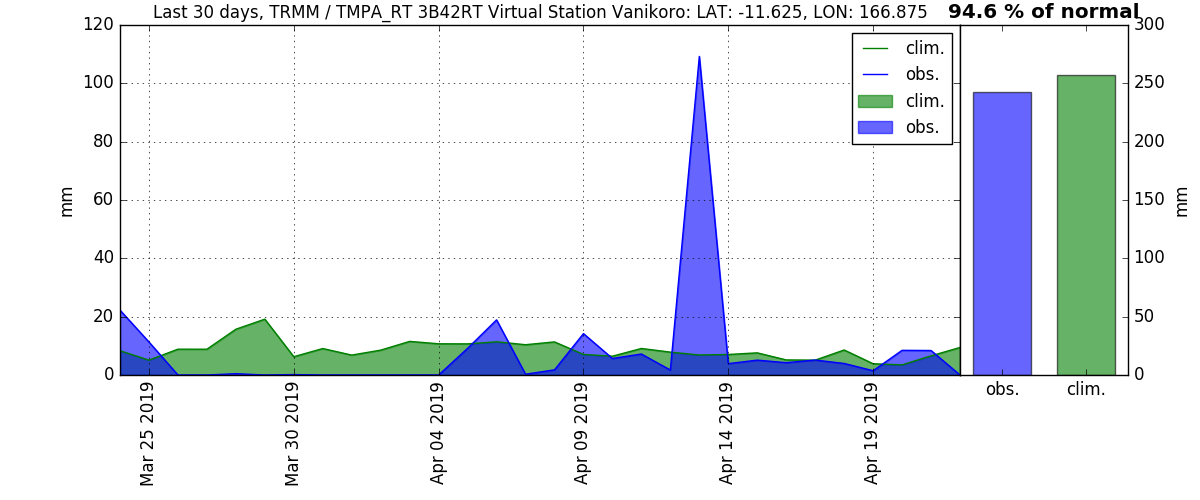 Last 30 days, TRMM / TMPA_RT 3B42RT Virtual Station Vanikoro: LAT: -11.625, LON: 166.875
94.6 % of normal
120
100
80
60
40
20
0
mm
clim.
obs.
clim.
obs.
300
250
200
150
100
50
0
mm
obs.
clim.
Mar 25 2019
Mar 30 2019
Apr 04 2019
Apr 09 2019
Apr 14 2019
Apr 19 2019